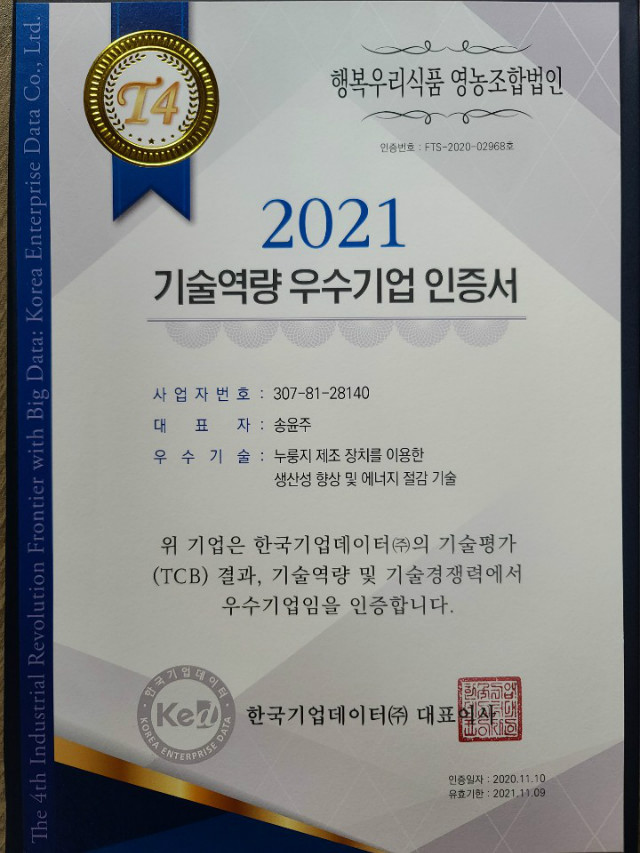 The 4th Industrial Revolution Frontier with Big Data: Korea Enterprise Data Co., Ltd.
T4
행복우리식품 영농조합법인
인증번호 : FTS-2020-02968호
2021
기술역량 우수기업 인증서
사업자번호 : 307-81-28140
대표자 : 송윤주
우수기술 : 누룽지 제조 장치를 이용한
생산성 향상 및 에너지 절감 기술
위 기업은 한국기업데이터㈜의 기술평가
(TCB) 결과, 기술역량 및 기술경쟁력에서
우수기업임을 인증합니다.
· 한국기업데이터 ·
KED
KOREA ENTERPRISE DATA
한국기업데이터㈜ 대표이사
인증일자 : 2020.11.10
유효기한 : 2021.11.09